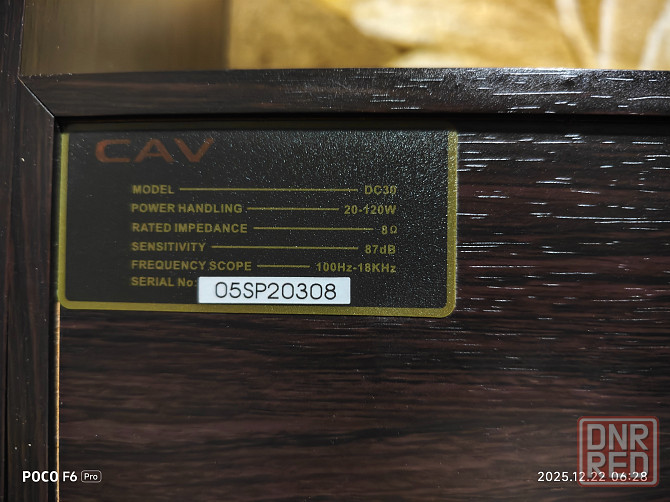 CAV
MODEL DC30
POWER HANDLING 20-120W
RATED IMPEDANCE 8Ω
SENSITIVITY 87dB
FREQUENCY SCOPE 100Hz-18KHz
SERIAL No: 05SP20308
POCO F6 Pro
2025.12.22 06:28
DNR
RED